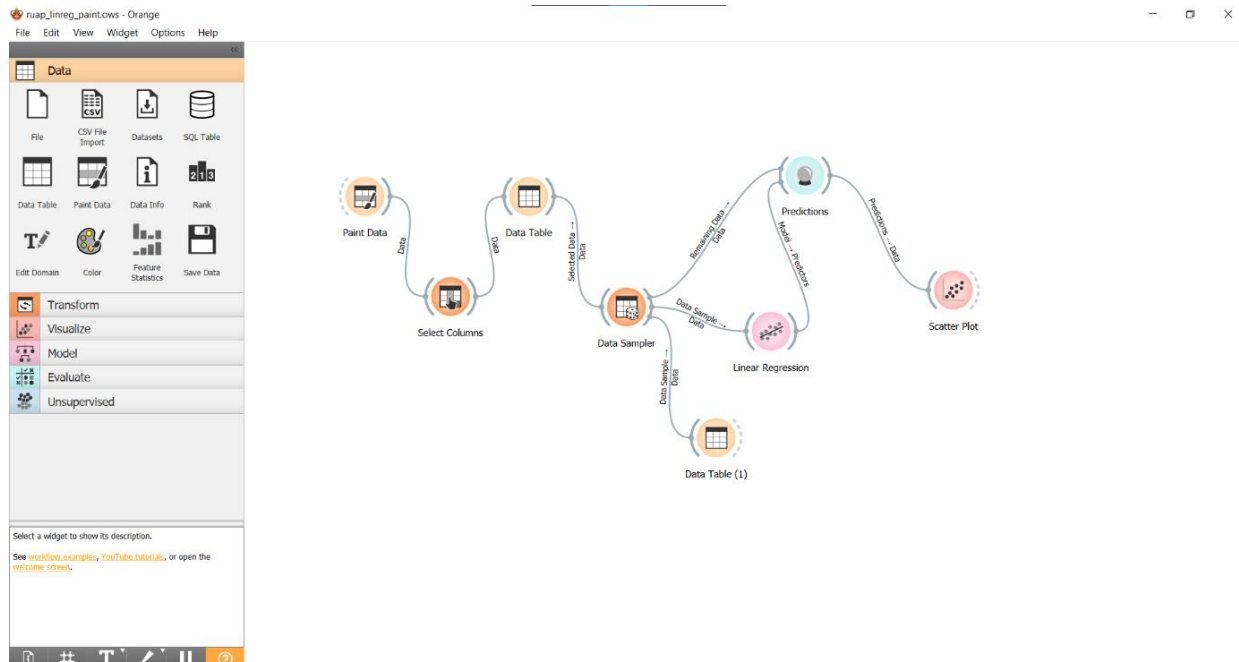 ruap_linreg_paint.ows - Orange
File Edit View Widget Options Help
Data
File
CSV File
Import
Datasets
SQL Table
Data Table
Paint Data
Data Info
Rank
Edit Domain
Color
Feature
Statistics
Save Data
Transform
Visualize
Model
Evaluate
Unsupervised
Select a widget to show its description.
See workflow examples, YouTube tutorials, or open the
welcome screen.
Paint Data
Data
Select Columns
Data
Data Table
Selected Data →
Data
Data Sampler
Remaining Data →
Data
Data Sample →
Data
Data Sample →
Data
Data Table (1)
Linear Regression
Model → Predictors
Predictions
Predictions → Data
Scatter Plot